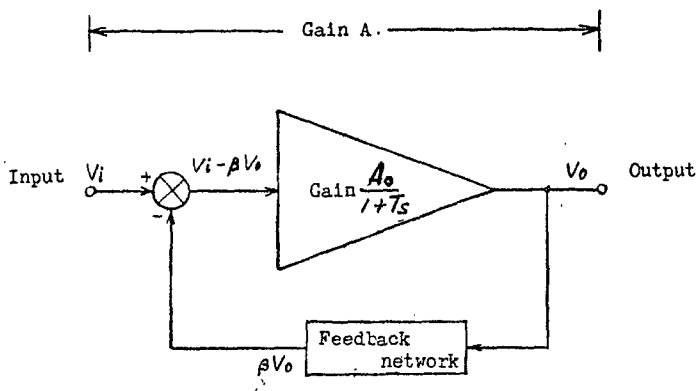 Gain A.
Input
Vi
+
-
Vi-βVo
Gain A₀/1+Ts
Vo
Output
Feedback
network
βVo